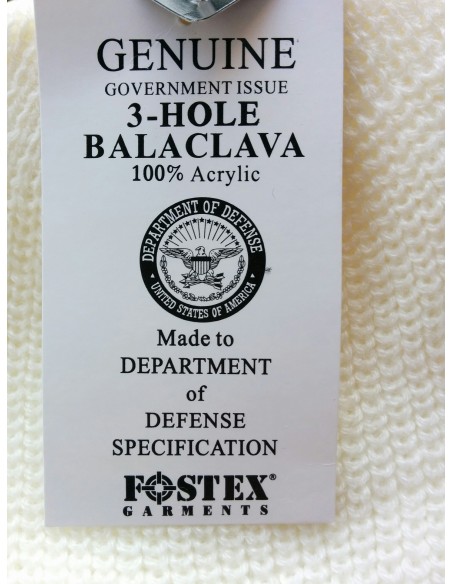 GENUINE
GOVERNMENT ISSUE
3-HOLE
BALACLAVA
100% Acrylic
DEPARTMENT OF DEFENSE
UNITED STATES OF AMERICA
Made to
DEPARTMENT
of
DEFENSE
SPECIFICATION
FOSTEX®
GARMENTS